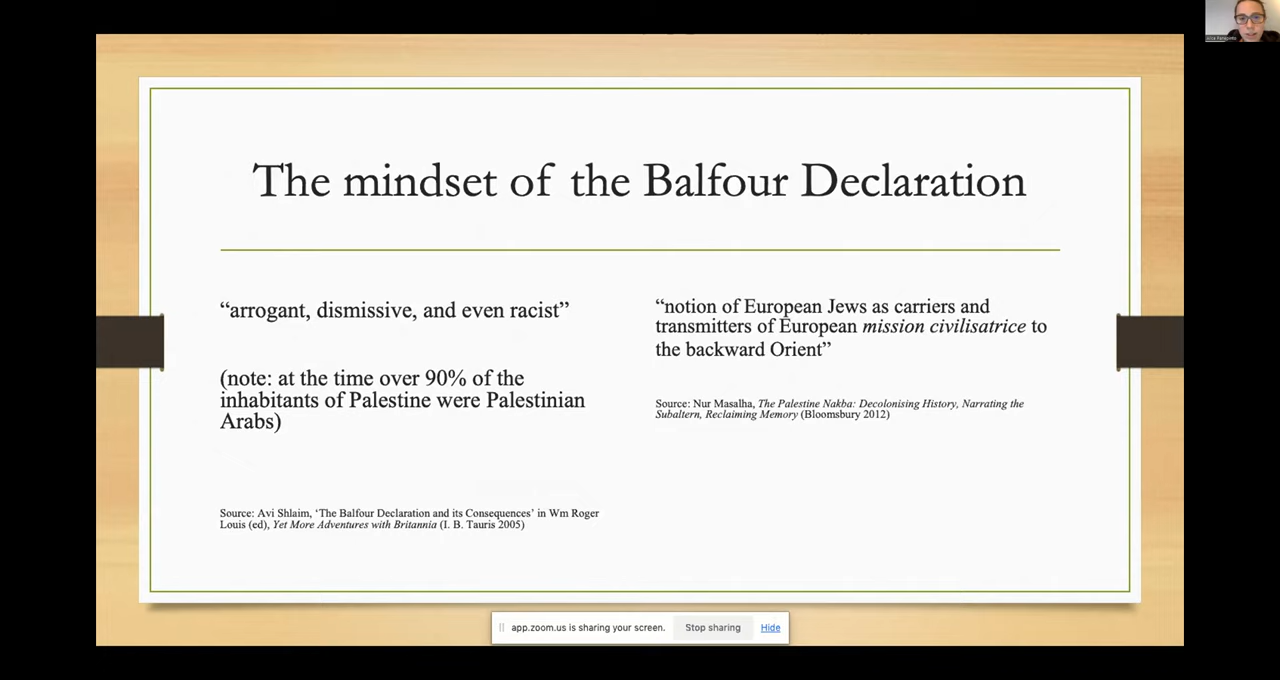 The mindset of the Balfour Declaration
“arrogant, dismissive, and even racist”
(note: at the time over 90% of the
inhabitants of Palestine were Palestinian
Arabs)
Source: Avi Shlaim, ‘The Balfour Declaration and its Consequences’ in Wm Roger
Louis (ed), Yet More Adventures with Britannia (I. B. Tauris 2005)
“notion of European Jews as carriers and
transmitters of European mission civilisatrice to
the backward Orient”
Source: Nur Masalha, The Palestine Nakba: Decolonising History, Narrating the
Subaltern, Reclaiming Memory (Bloomsbury 2012)
app.zoom.us is sharing your screen. Stop sharing Hide